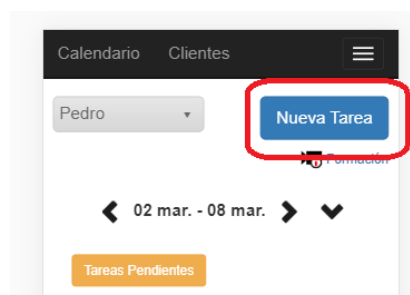 Calendario Clientes
Pedro
Nueva Tarea
Formación
02 mar. - 08 mar.
Tareas Pendientes